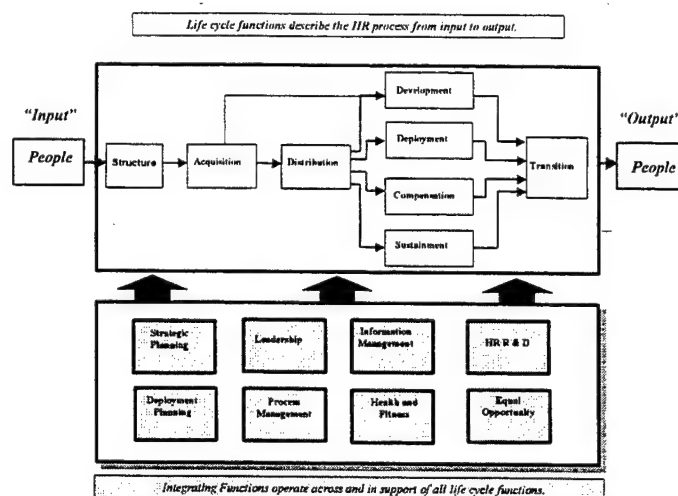 Life cycle functions describe the HR process from input to output.
"Input"
People
Structure
Acquisition
Distribution
Development
Deployment
Compensation
Sustainment
Transition
"Output"
People
Strategic
Planning
Leadership
Information
Management
HR R & D
Deployment
Planning
Process
Management
Health and
Fitness
Equal
Opportunity
Integrating Functions operate across and in support of all life cycle functions.